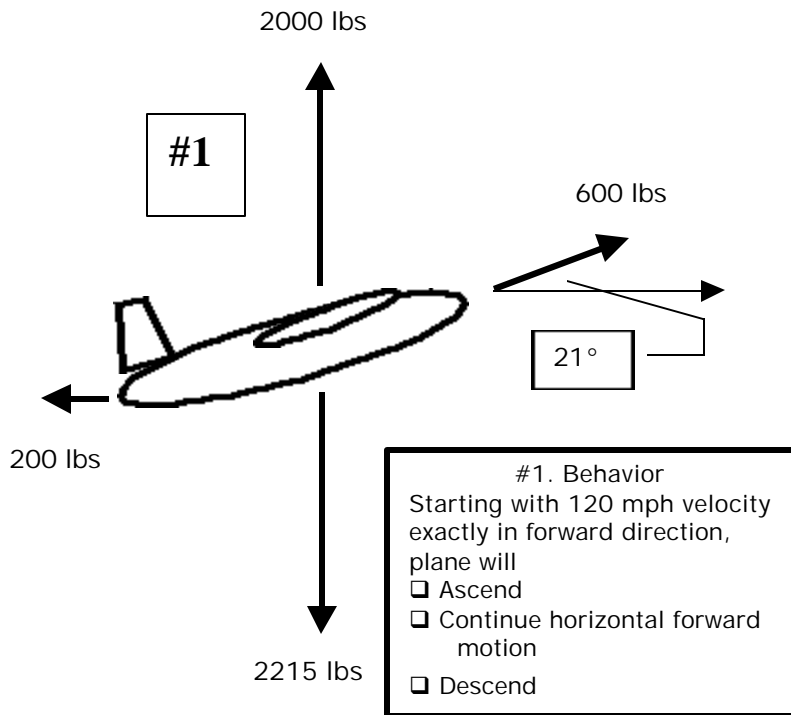 2000 lbs
#1
600 lbs
21°
200 lbs
2215 lbs
#1. Behavior
Starting with 120 mph velocity
exactly in forward direction,
plane will
❑ Ascend
❑ Continue horizontal forward
motion
❑ Descend